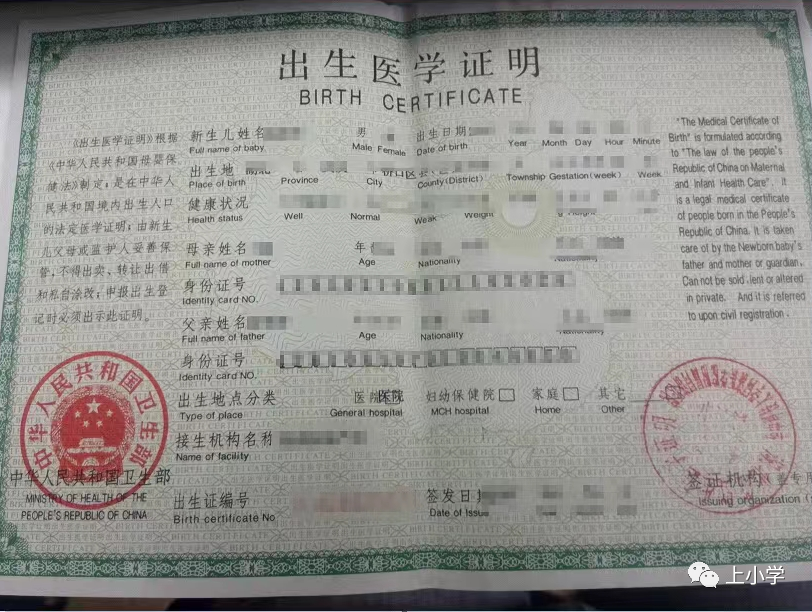 出生医学证明
BIRTH CERTIFICATE
《出生医学证明》根据
《中华人民共和国母婴保
健法》制定,是在中华人
民共和国境内出生人口
的法定医学证明,由新生
儿父母或监护人妥善保
管,不得出卖、转让出借
和私自涂改,申报出生登
记时必须出示此证明。
新生儿姓名 男 出生日期
Full name of baby Male Female Date of birth Year Month Day Hour Minute
出生地
Place of birth Province City County(District) Township Gestation(week) Week
健康状况
Health status Well Normal Weak Weight Height
母亲姓名 年
Full name of mother Age Nationality
身份证号
Identity card NO.
父亲姓名
Full name of father Age Nationality
身份证号
Identity card NO.
出生地点分类 医院 妇幼保健院 家庭 其它
Type of place General hospital MCH hospital Home Other
接生机构名称
Name of facility
出生证编号 签发日
Birth certificate No Date of Issue
"The Medical Certificate of
Birth" is formulated according
to "The law of the people's
Republic of China on Maternal
and Infant Health Care". It
is a legal medical certificate
of people born in the People's
Republic of China. It is taken
care of by the Newborn baby's
father and mother or guardian.
Can not be sold, lent or altered
in private. And it is referred
to upon civil registration.
中华人民共和国卫生部
中华人民共和国卫生部
MINISTRY OF HEALTH OF THE
PEOPLE'S REPUBLIC OF CHINA
签证机构
Issuing organization
上小学